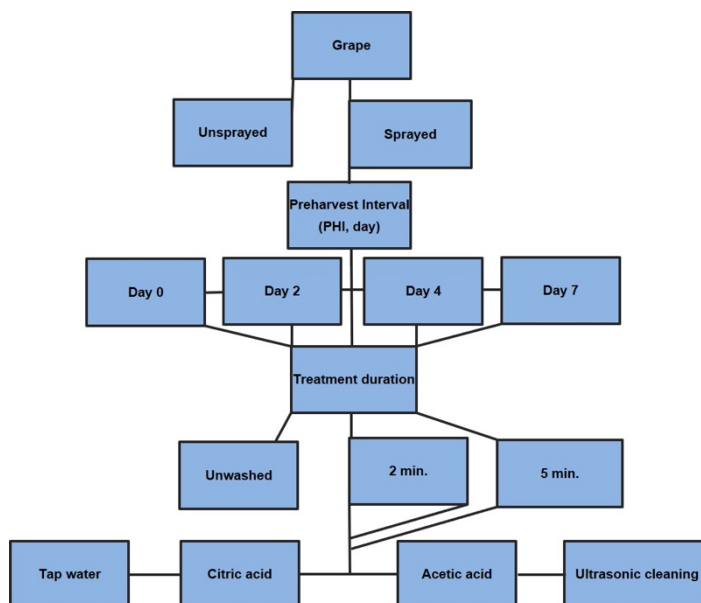 Grape
Unsprayed
Sprayed
Preharvest Interval
(PHI, day)
Day 0
Day 2
Day 4
Day 7
Treatment duration
Unwashed
2 min.
5 min.
Tap water
Citric acid
Acetic acid
Ultrasonic cleaning